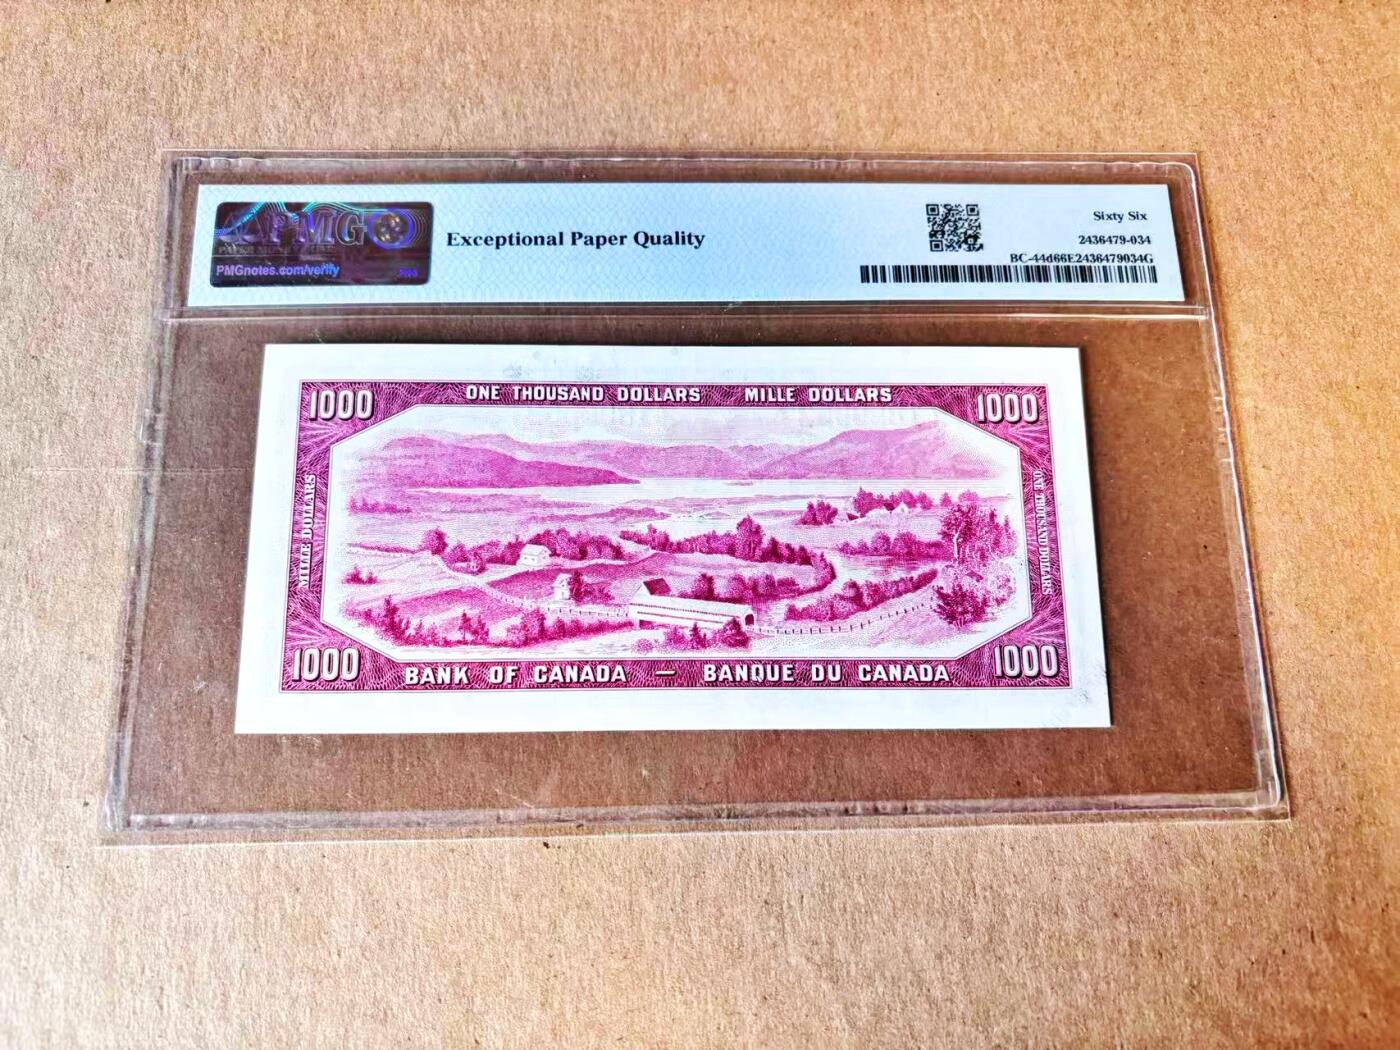 PMG
PMGnotes.com/verify
Exceptional Paper Quality
Sixty Six
2436479-034
BC-44d66E2436479034G
1000
ONE THOUSAND DOLLARS MILLE DOLLARS
1000
MILLE DOLLARS
ONE THOUSAND DOLLARS
1000
BANK OF CANADA — BANQUE DU CANADA
1000